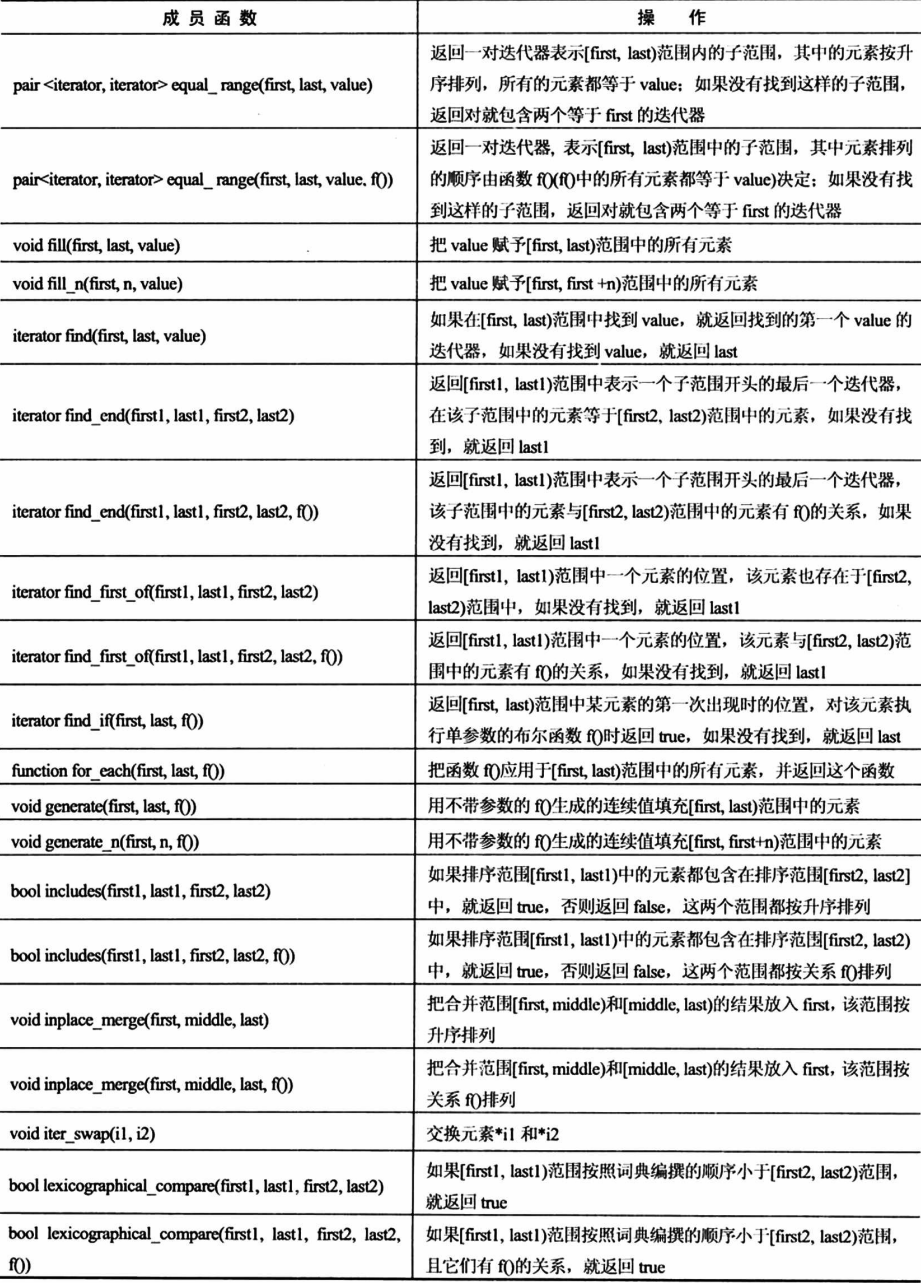 成员函数
操 作
pair <iterator, iterator> equal_ range(first, last, value)
返回一对迭代器表示[first, last)范围内的子范围，其中的元素按升
序排列，所有的元素都等于 value；如果没有找到这样的子范围，
返回对就包含两个等于 first 的迭代器
pair<iterator, iterator> equal_ range(first, last, value. f())
返回一对迭代器, 表示[first, last)范围中的子范围，其中元素排列
的顺序由函数 f()(f()中的所有元素都等于 value)决定；如果没有找
到这样的子范围，返回对就包含两个等于 first 的迭代器
void fill(first, last, value)
把 value 赋予[first, last)范围中的所有元素
void fill_n(first, n, value)
把 value 赋予[first, first +n)范围中的所有元素
iterator find(first, last, value)
如果在[first, last)范围中找到 value，就返回找到的第一个 value 的
迭代器，如果没有找到 value，就返回 last
iterator find_end(first1, last1, first2, last2)
返回[first1, last1)范围中表示一个子范围开头的最后一个迭代器，
在该子范围中的元素等于[first2, last2)范围中的元素，如果没有找
到，就返回 last1
iterator find_end(first1, last1, first2, last2, f())
返回[first1, last1)范围中表示一个子范围开头的最后一个迭代器，
该子范围中的元素与[first2, last2)范围中的元素有 f()的关系，如果
没有找到，就返回 last1
iterator find_first_of(first1, last1, first2, last2)
返回[first1, last1)范围中一个元素的位置，该元素也存在于[first2,
last2)范围中，如果没有找到，就返回 last1
iterator find_first_of(first1, last1, first2, last2, f())
返回[first1, last1)范围中一个元素的位置，该元素与[first2, last2)范
围中的元素有 f()的关系，如果没有找到，就返回 last1
iterator find_if(first, last, f())
返回[first, last)范围中某元素的第一次出现时的位置，对该元素执
行单参数的布尔函数 f()时返回 true，如果没有找到，就返回 last
function for_each(first, last, f())
把函数 f()应用于[first, last)范围中的所有元素，并返回这个函数
void generate(first, last, f())
用不带参数的 f()生成的连续值填充[first, last)范围中的元素
void generate_n(first, n, f())
用不带参数的 f()生成的连续值填充[first, first+n)范围中的元素
bool includes(first1, last1, first2, last2)
如果排序范围[first1, last1)中的元素都包含在排序范围[first2, last2]
中，就返回 true，否则返回 false，这两个范围都按升序排列
bool includes(first1, last1, first2, last2, f())
如果排序范围[first1, last1)中的元素都包含在排序范围[first2, last2)
中，就返回 true，否则返回 false，这两个范围都按关系 f()排列
void inplace_merge(first, middle, last)
把合并范围[first, middle)和[middle, last)的结果放入 first，该范围按
升序排列
void inplace_merge(first, middle, last, f())
把合并范围[first, middle)和[middle, last)的结果放入 first，该范围按
关系 f()排列
void iter_swap(i1, i2)
交换元素*i1 和*i2
bool lexicographical_compare(first1, last1, first2, last2)
如果[first1, last1)范围按照词典编撰的顺序小于[first2, last2)范围，
就返回 true
bool lexicographical_compare(first1, last1, first2, last2,
f())
如果[first1, last1)范围按照词典编撰的顺序小于[first2, last2)范围，
且它们有 f()的关系，就返回 true